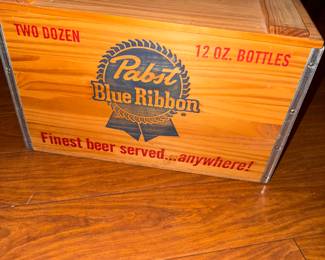 TWO DOZEN
12 OZ. BOTTLES
Pabst
Blue Ribbon
Finest beer served...anywhere!